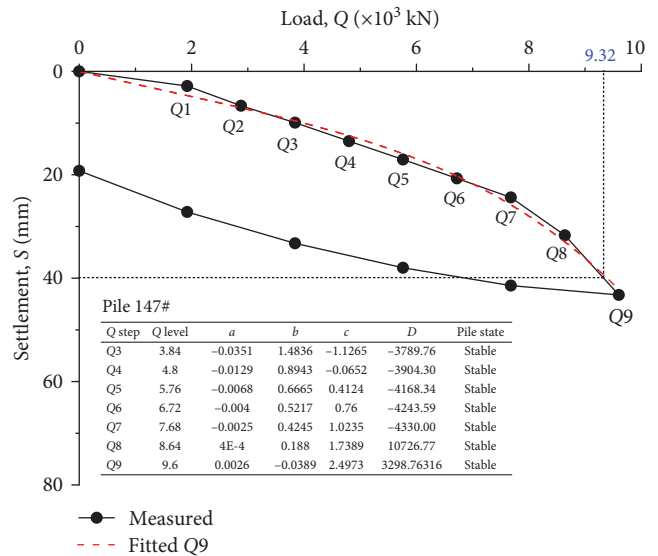 Load, Q (×10³ kN)
0 2 4 6 8 10
9.32
0
20
40
60
80
Settlement, S (mm)
Q1
Q2
Q3
Q4
Q5
Q6
Q7
Q8
Q9
Pile 147#
Q step Q level a b c D Pile state
Q3 3.84 –0.0351 1.4836 –1.1265 –3789.76 Stable
Q4 4.8 –0.0129 0.8943 –0.0652 –3904.30 Stable
Q5 5.76 –0.0068 0.6665 0.4124 –4168.34 Stable
Q6 6.72 –0.004 0.5217 0.76 –4243.59 Stable
Q7 7.68 –0.0025 0.4245 1.0235 –4330.00 Stable
Q8 8.64 4E-4 0.188 1.7389 10726.77 Stable
Q9 9.6 0.0026 –0.0389 2.4973 3298.76316 Stable
Measured
Fitted Q9